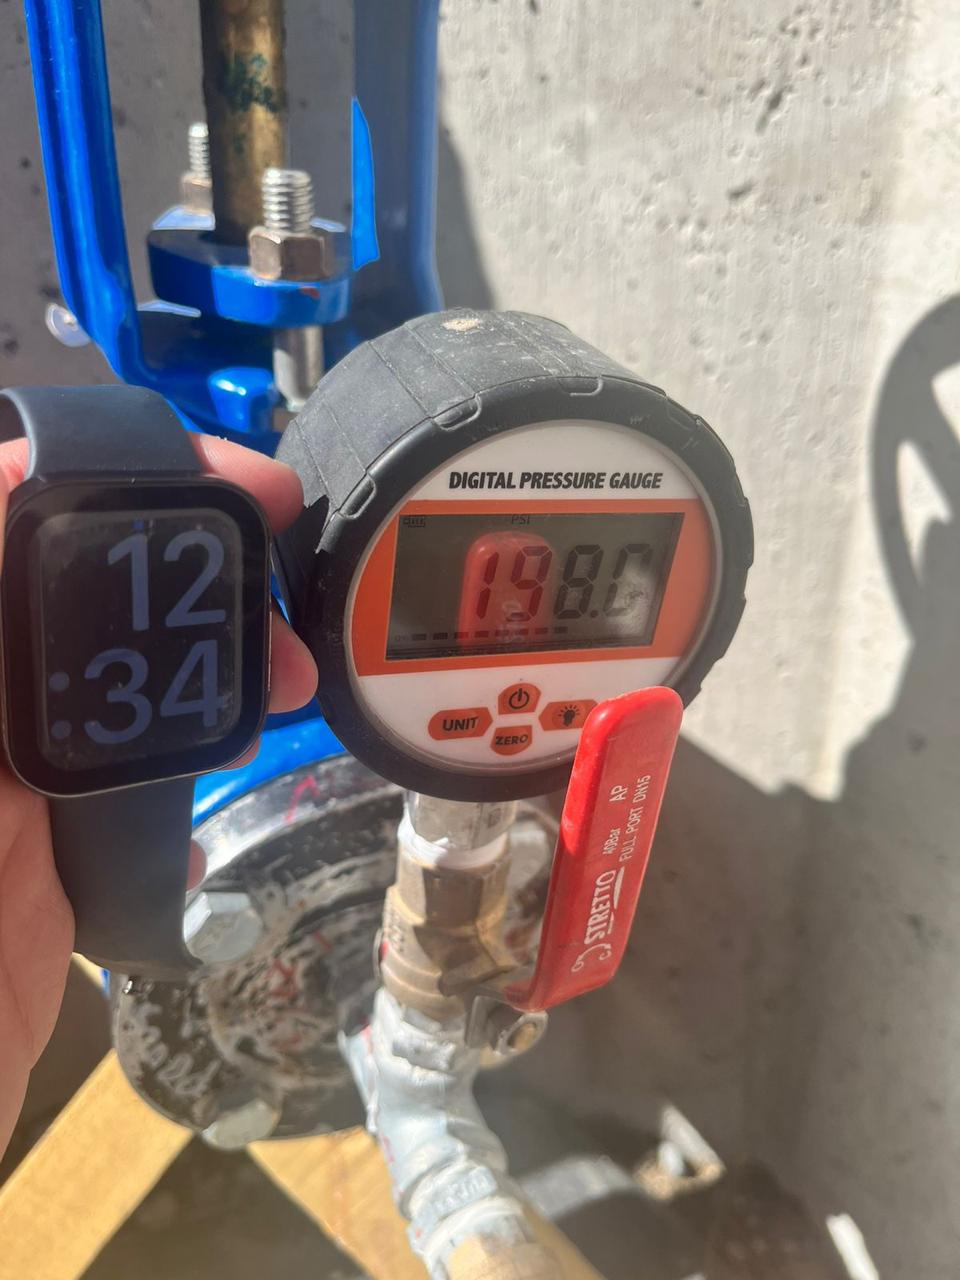 12
:34
DIGITAL PRESSURE GAUGE
PSI
198.0
UNIT
ZERO
STRETTO
40Bar AP
FULL PORT DN15